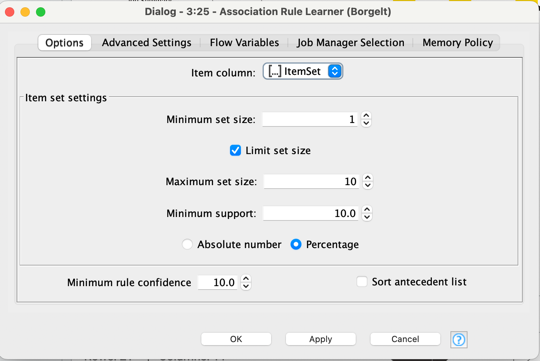 Dialog - 3:25 - Association Rule Learner (Borgelt)
Options Advanced Settings Flow Variables Job Manager Selection Memory Policy
Item column: [...] ItemSet
Item set settings
Minimum set size: 1
Limit set size
Maximum set size: 10
Minimum support: 10.0
Absolute number Percentage
Minimum rule confidence 10.0 Sort antecedent list
OK Apply Cancel ?